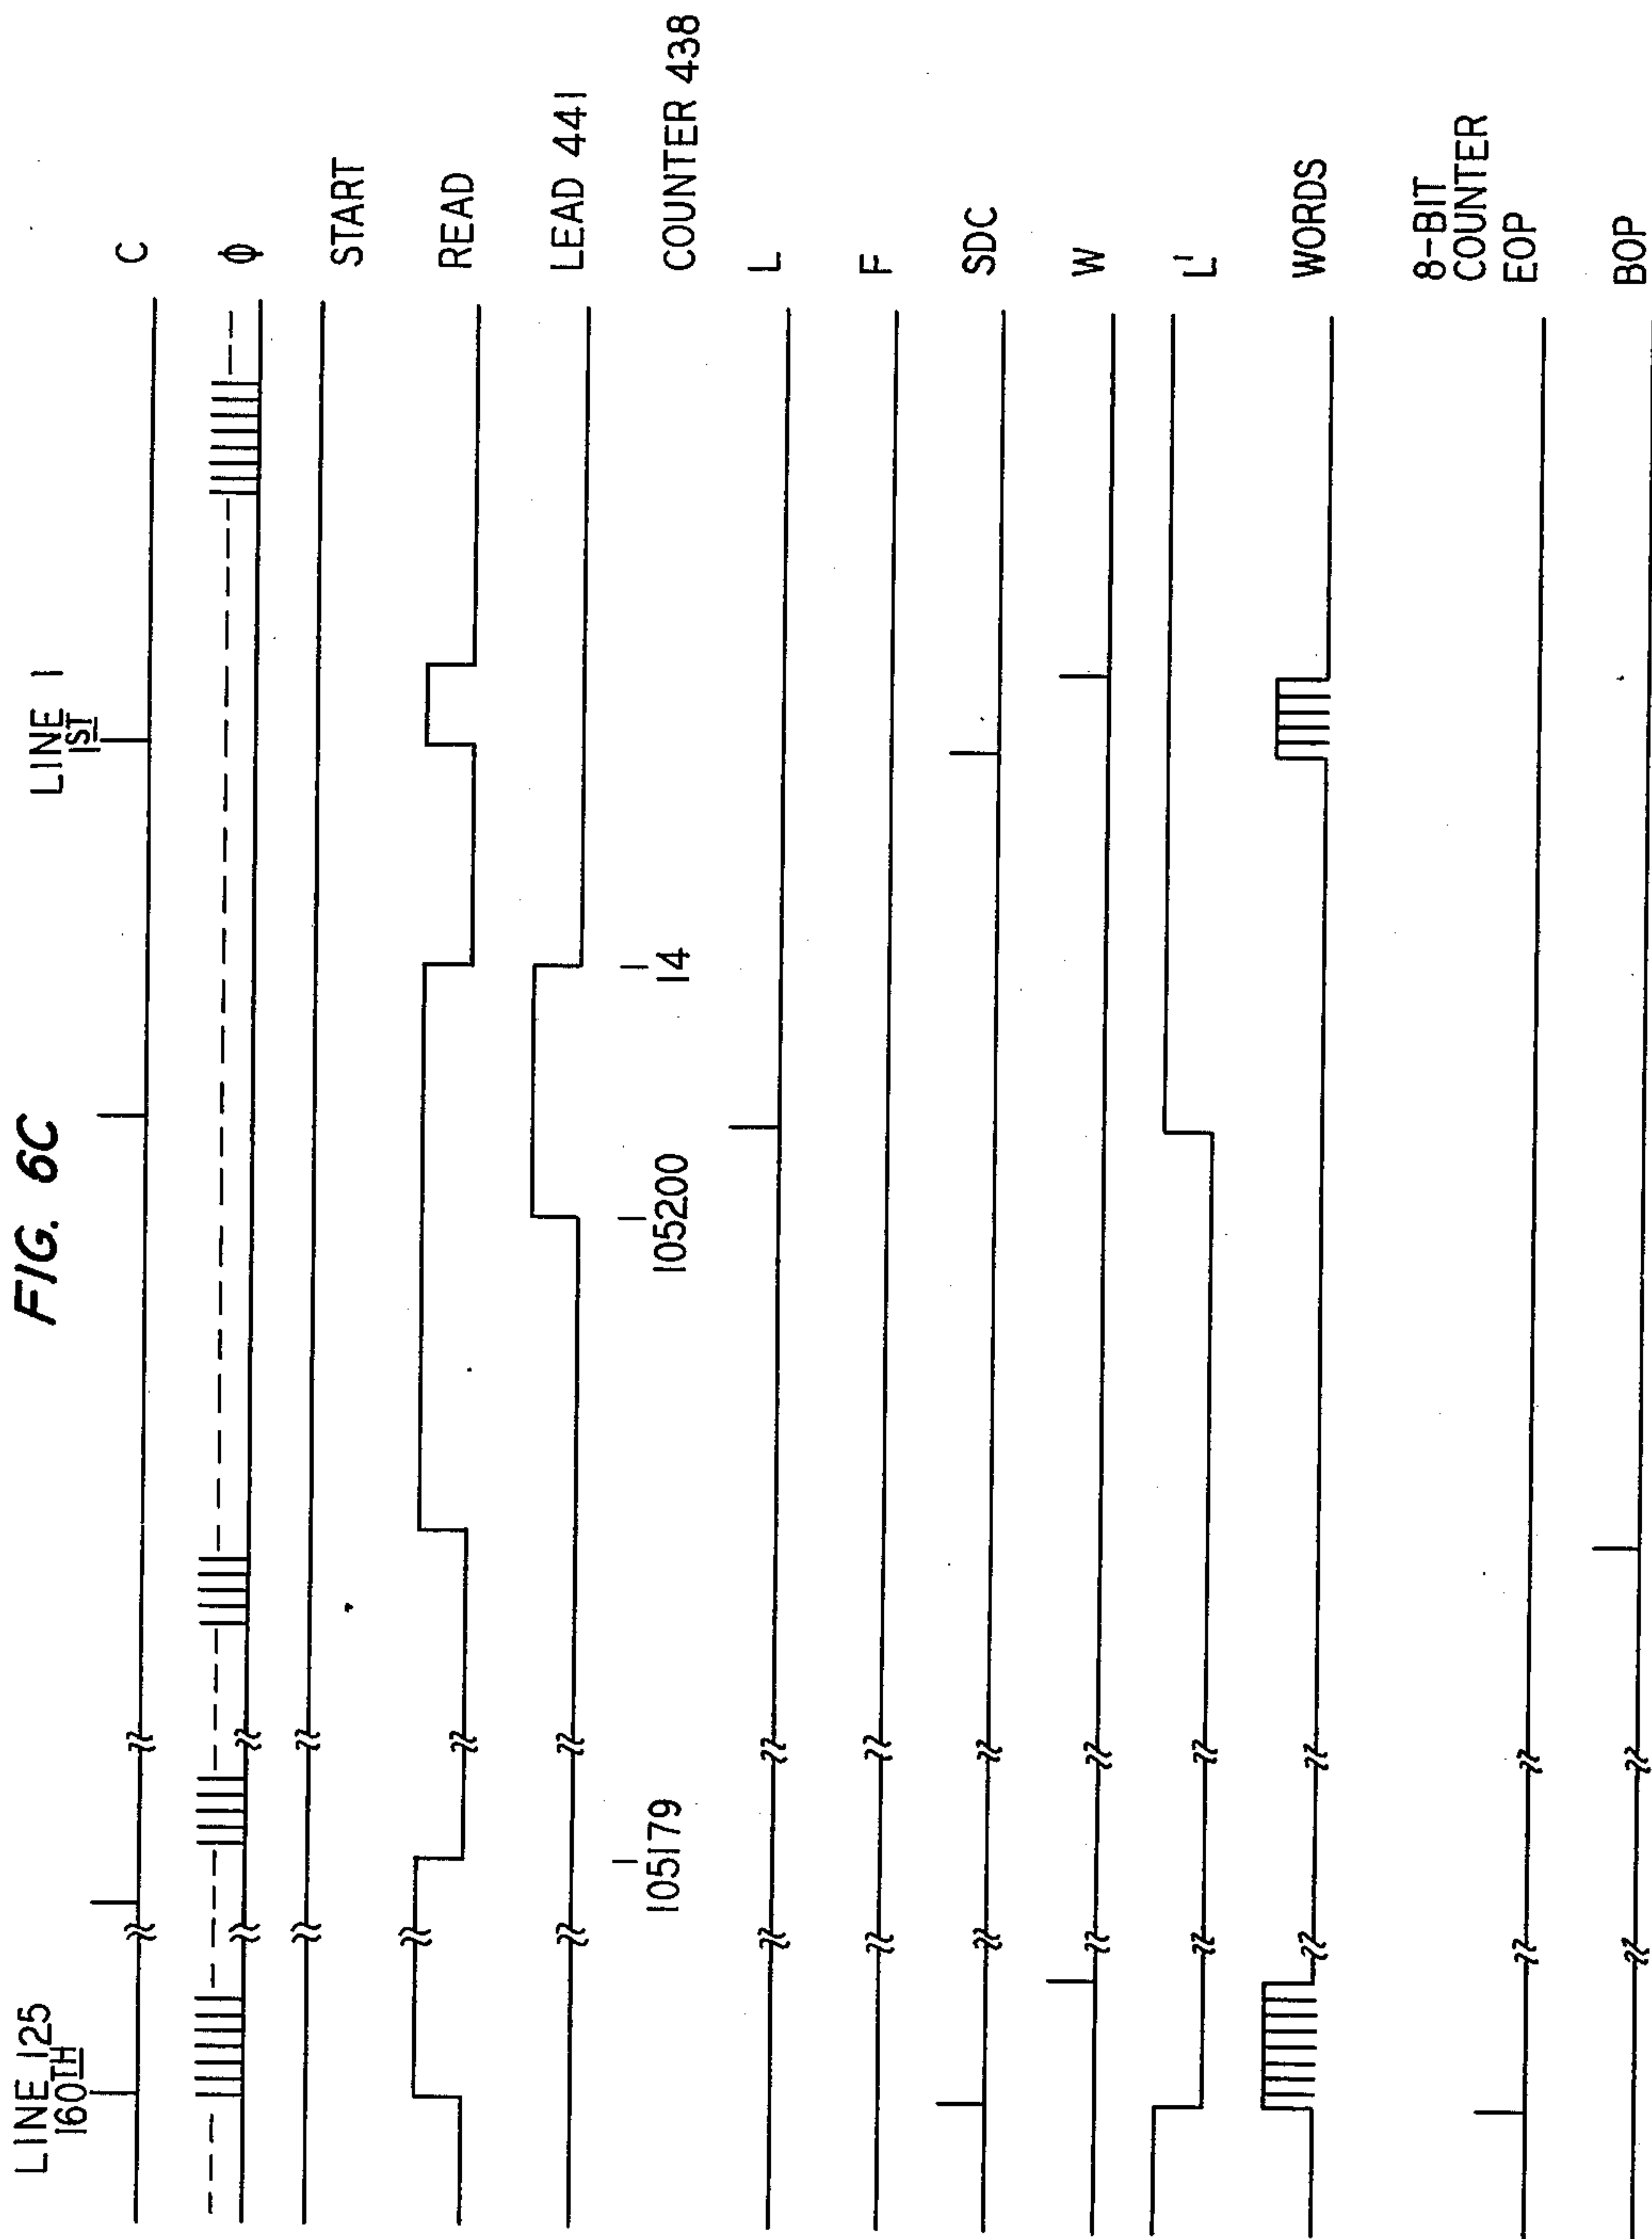 FIG. 6C
LINE 125
160TH
LINE 1
1ST
C
ϕ
START
READ
LEAD 441
105179
105200
14
COUNTER 438
L
F
SDC
W
L'
WORDS
8-BIT
COUNTER
EOP
BOP